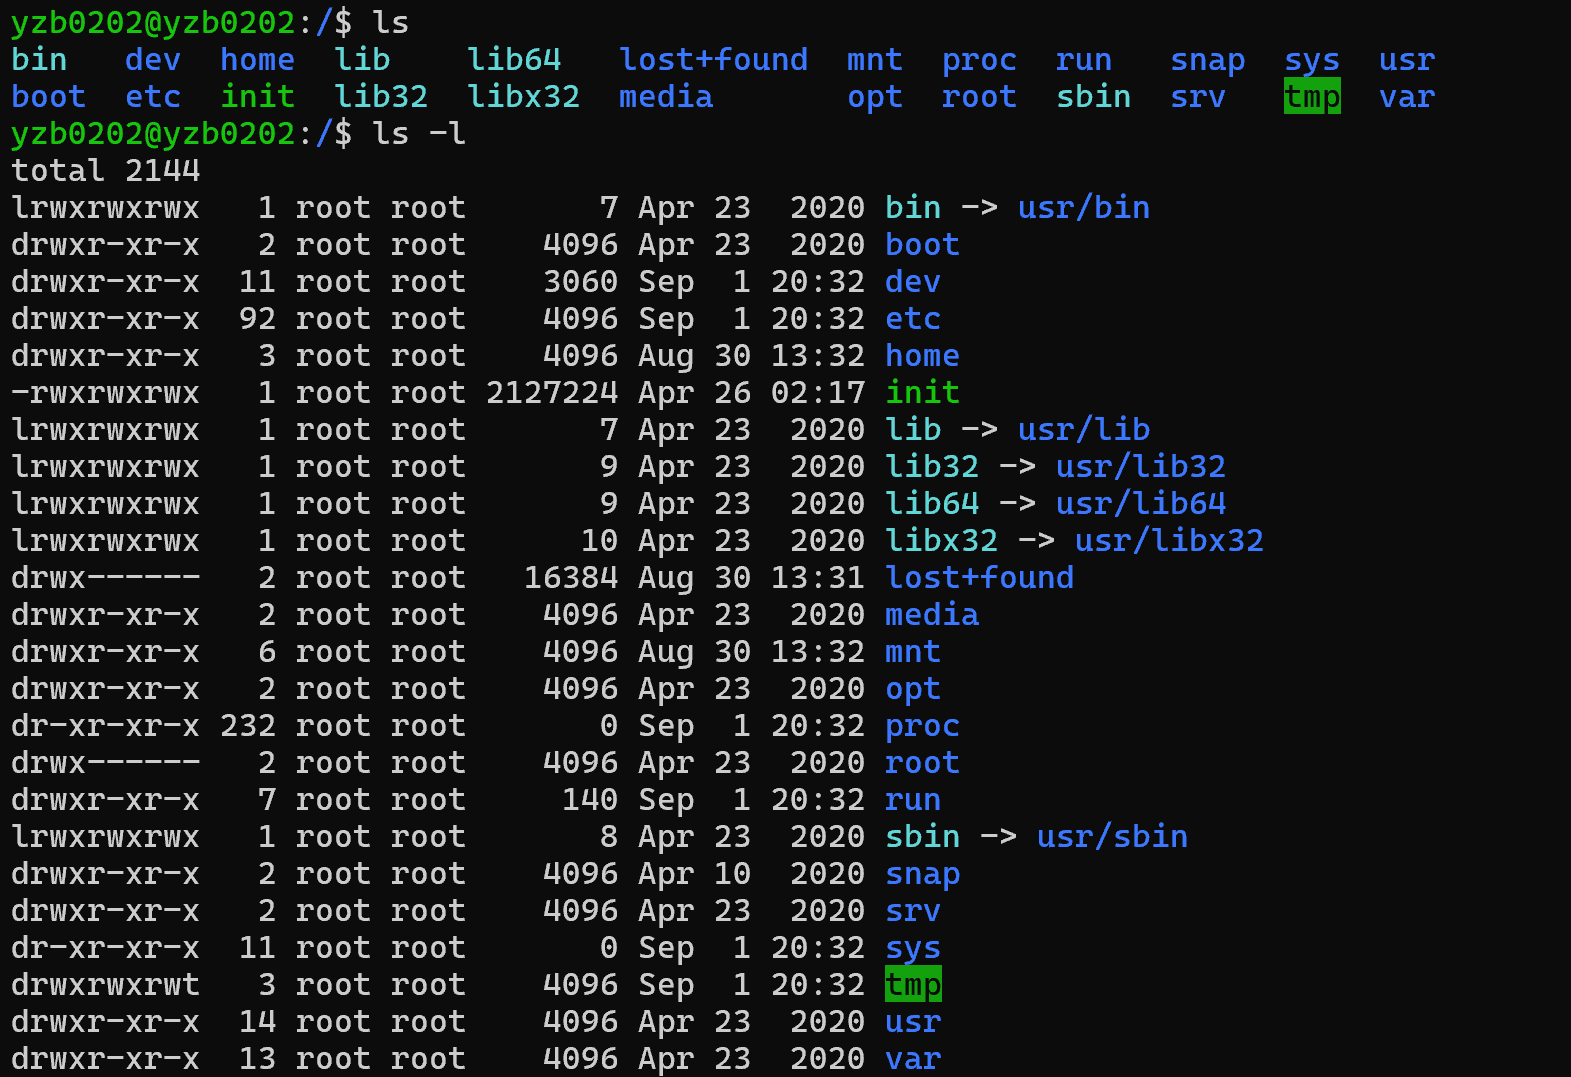 yzb0202@yzb0202:/$ ls
bin   dev  home  lib    lib64   lost+found  mnt  proc  run   snap  sys  usr
boot  etc  init  lib32  libx32  media       opt  root  sbin  srv   tmp  var
yzb0202@yzb0202:/$ ls -l
total 2144
lrwxrwxrwx   1 root root       7 Apr 23  2020 bin -> usr/bin
drwxr-xr-x   2 root root    4096 Apr 23  2020 boot
drwxr-xr-x  11 root root    3060 Sep  1 20:32 dev
drwxr-xr-x  92 root root    4096 Sep  1 20:32 etc
drwxr-xr-x   3 root root    4096 Aug 30 13:32 home
-rwxrwxrwx   1 root root 2127224 Apr 26 02:17 init
lrwxrwxrwx   1 root root       7 Apr 23  2020 lib -> usr/lib
lrwxrwxrwx   1 root root       9 Apr 23  2020 lib32 -> usr/lib32
lrwxrwxrwx   1 root root       9 Apr 23  2020 lib64 -> usr/lib64
lrwxrwxrwx   1 root root      10 Apr 23  2020 libx32 -> usr/libx32
drwx------   2 root root   16384 Aug 30 13:31 lost+found
drwxr-xr-x   2 root root    4096 Apr 23  2020 media
drwxr-xr-x   6 root root    4096 Aug 30 13:32 mnt
drwxr-xr-x   2 root root    4096 Apr 23  2020 opt
dr-xr-xr-x 232 root root       0 Sep  1 20:32 proc
drwx------   2 root root    4096 Apr 23  2020 root
drwxr-xr-x   7 root root     140 Sep  1 20:32 run
lrwxrwxrwx   1 root root       8 Apr 23  2020 sbin -> usr/sbin
drwxr-xr-x   2 root root    4096 Apr 10  2020 snap
drwxr-xr-x   2 root root    4096 Apr 23  2020 srv
dr-xr-xr-x  11 root root       0 Sep  1 20:32 sys
drwxrwxrwt   3 root root    4096 Sep  1 20:32 tmp
drwxr-xr-x  14 root root    4096 Apr 23  2020 usr
drwxr-xr-x  13 root root    4096 Apr 23  2020 var